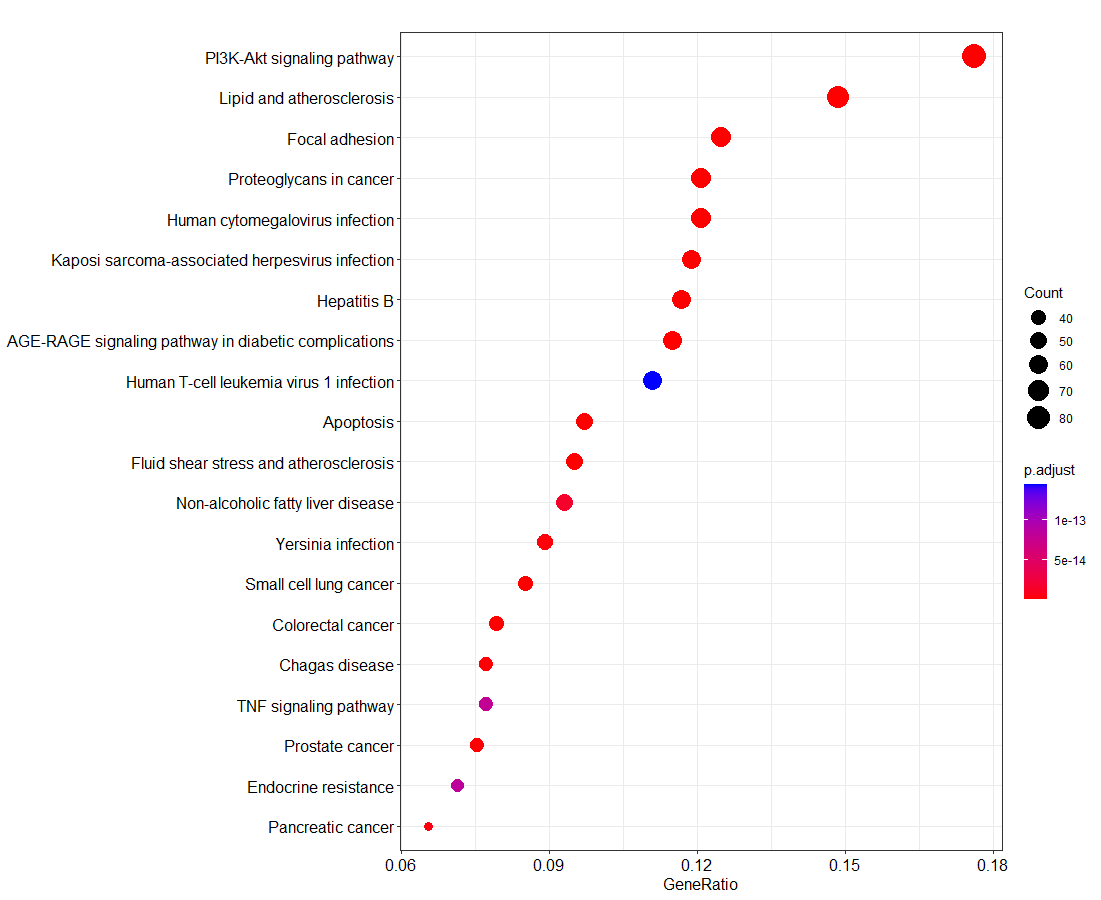 PI3K-Akt signaling pathway
Lipid and atherosclerosis
Focal adhesion
Proteoglycans in cancer
Human cytomegalovirus infection
Kaposi sarcoma-associated herpesvirus infection
Hepatitis B
AGE-RAGE signaling pathway in diabetic complications
Human T-cell leukemia virus 1 infection
Apoptosis
Fluid shear stress and atherosclerosis
Non-alcoholic fatty liver disease
Yersinia infection
Small cell lung cancer
Colorectal cancer
Chagas disease
TNF signaling pathway
Prostate cancer
Endocrine resistance
Pancreatic cancer
0.06 0.09 0.12 0.15 0.18
GeneRatio
Count
40
50
60
70
80
p.adjust
1e-13
5e-14